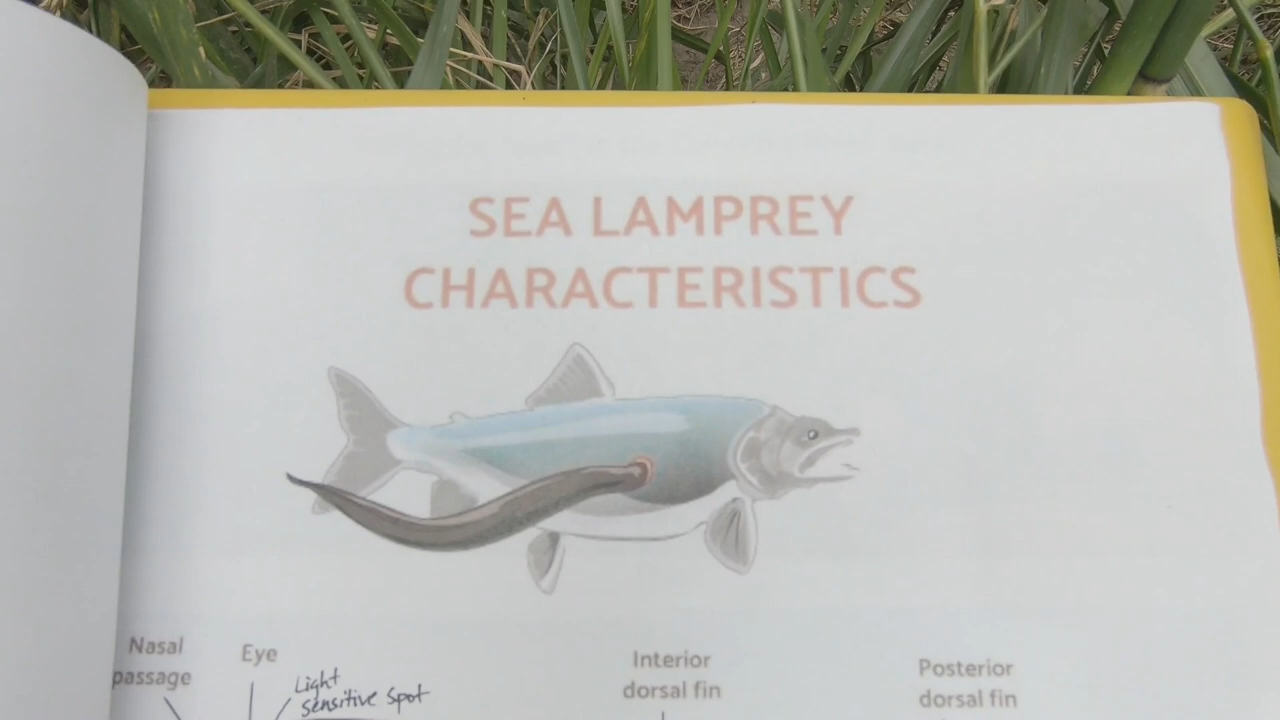 SEA LAMPREY
CHARACTERISTICS
Nasal
passage
Eye
Light
sensitive spot
Interior
dorsal fin
Posterior
dorsal fin